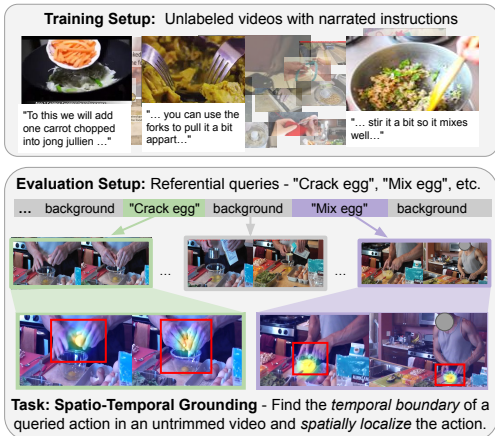 Training Setup: Unlabeled videos with narrated instructions
"To this we will add
one carrot chopped
into jong jullien ..."
"... you can use the
forks to pull it a bit
appart..."
"... stir it a bit so it mixes
well..."
Evaluation Setup: Referential queries - "Crack egg", "Mix egg", etc.
... background "Crack egg" background "Mix egg" background
...
...
Task: Spatio-Temporal Grounding - Find the temporal boundary of a
queried action in an untrimmed video and spatially localize the action.